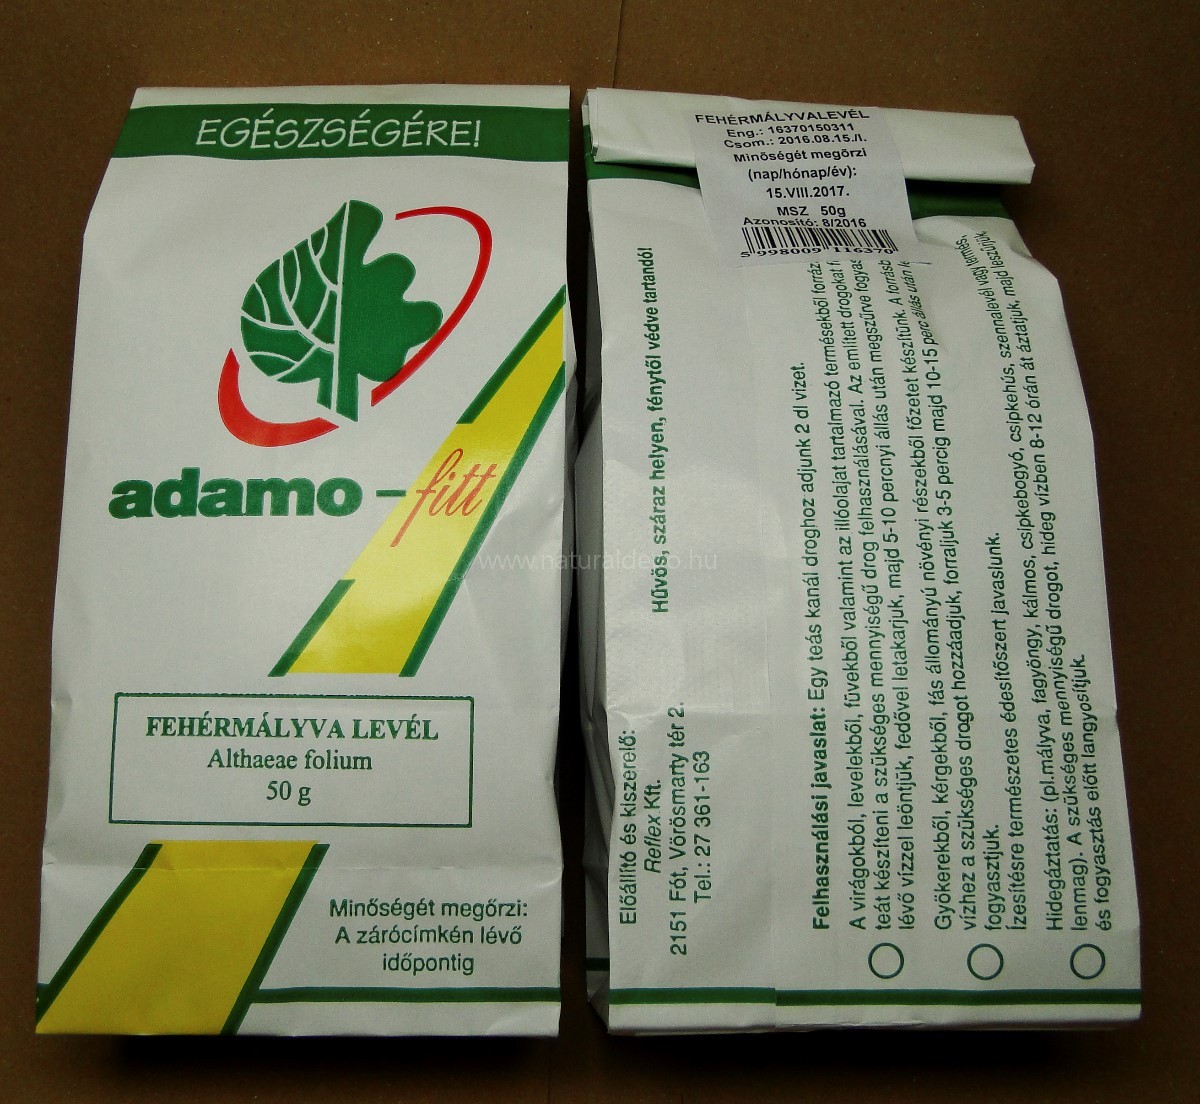 EGÉSZSÉGÉRE!
adamo - fitt
FEHÉRMÁLYVA LEVÉL
Althaeae folium
50 g
Minőségét megőrzi:
A zárócímkén lévő
időpontig
www.naturaldepo.hu
FEHÉRMÁLYVALEVÉL
Eng.: 16370150311
Csom.: 2016.08.15./I.
Minőségét megőrzi
(nap/hónap/év):
15.VIII.2017.
MSZ 50g
Azonosító: 8/2016
5 998009 116370
Előállító és kiszerelő:
Reflex Kft.
2151 Fót, Vörösmarty tér 2.
Tel.: 27 361-163
Hűvös, száraz helyen, fénytől védve tartandó!
Felhasználási javaslat: Egy teás kanál droghoz adjunk 2 dl vizet.
A virágokból, levelekből, füvekből valamint az illóolajat tartalmazó termésekből
teát készíteni a szükséges mennyiségű drog felhasználásával. Az említett drogokat
lévő vízzel leöntjük, fedővel letakarjuk, majd 5-10 percnyi állás után megszűrve
Gyökerekből, kérgekből, fás állományú növényi részekből főzetet készítünk. A
vízhez a szükséges drogot hozzáadjuk, forraljuk 3-5 percig majd 10-15 perc állás után
fogyasztjuk.
Ízesítésre természetes édesítőszert javaslunk.
Hidegáztatás: (pl.mályva, fagyöngy, kálmos, csipkebogyó, csipkehús, szennalevél vagy termés,
lenmag). A szükséges mennyiségű drogot, hideg vízben 8-12 órán át áztatjuk, majd leszűrjük
és fogyasztás előtt langyosítjuk.